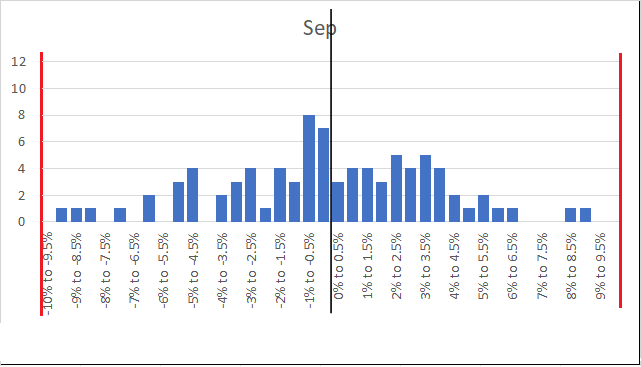 Sep
12
10
8
6
4
2
0
-10% to -9.5%
-9% to -8.5%
-8% to -7.5%
-7% to -6.5%
-6% to -5.5%
-5% to -4.5%
-4% to -3.5%
-3% to -2.5%
-2% to -1.5%
-1% to -0.5%
0% to 0.5%
1% to 1.5%
2% to 2.5%
3% to 3.5%
4% to 4.5%
5% to 5.5%
6% to 6.5%
7% to 7.5%
8% to 8.5%
9% to 9.5%